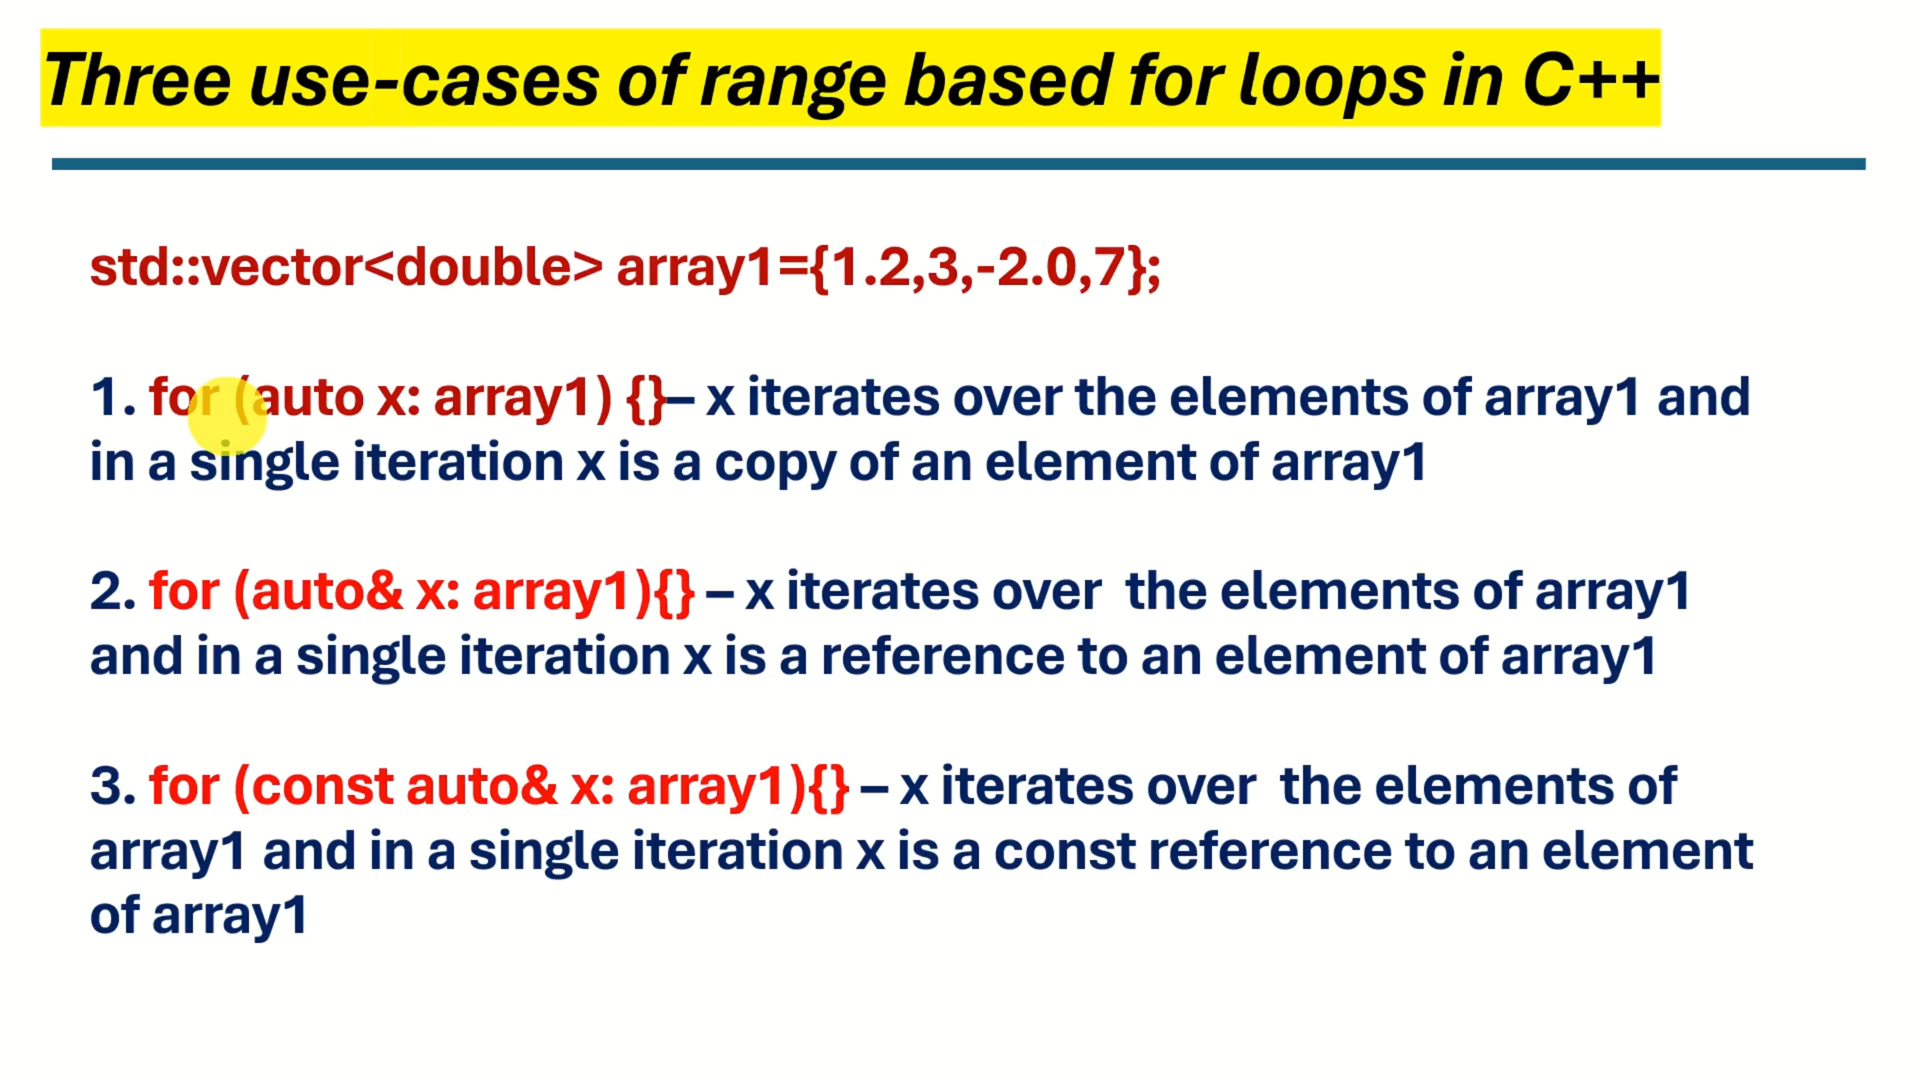 Three use-cases of range based for loops in C++
std::vector<double> array1={1.2,3,-2.0,7};
1. for (auto x: array1) {}– x iterates over the elements of array1 and
in a single iteration x is a copy of an element of array1
2. for (auto& x: array1){} – x iterates over  the elements of array1
and in a single iteration x is a reference to an element of array1
3. for (const auto& x: array1){} – x iterates over  the elements of
array1 and in a single iteration x is a const reference to an element
of array1